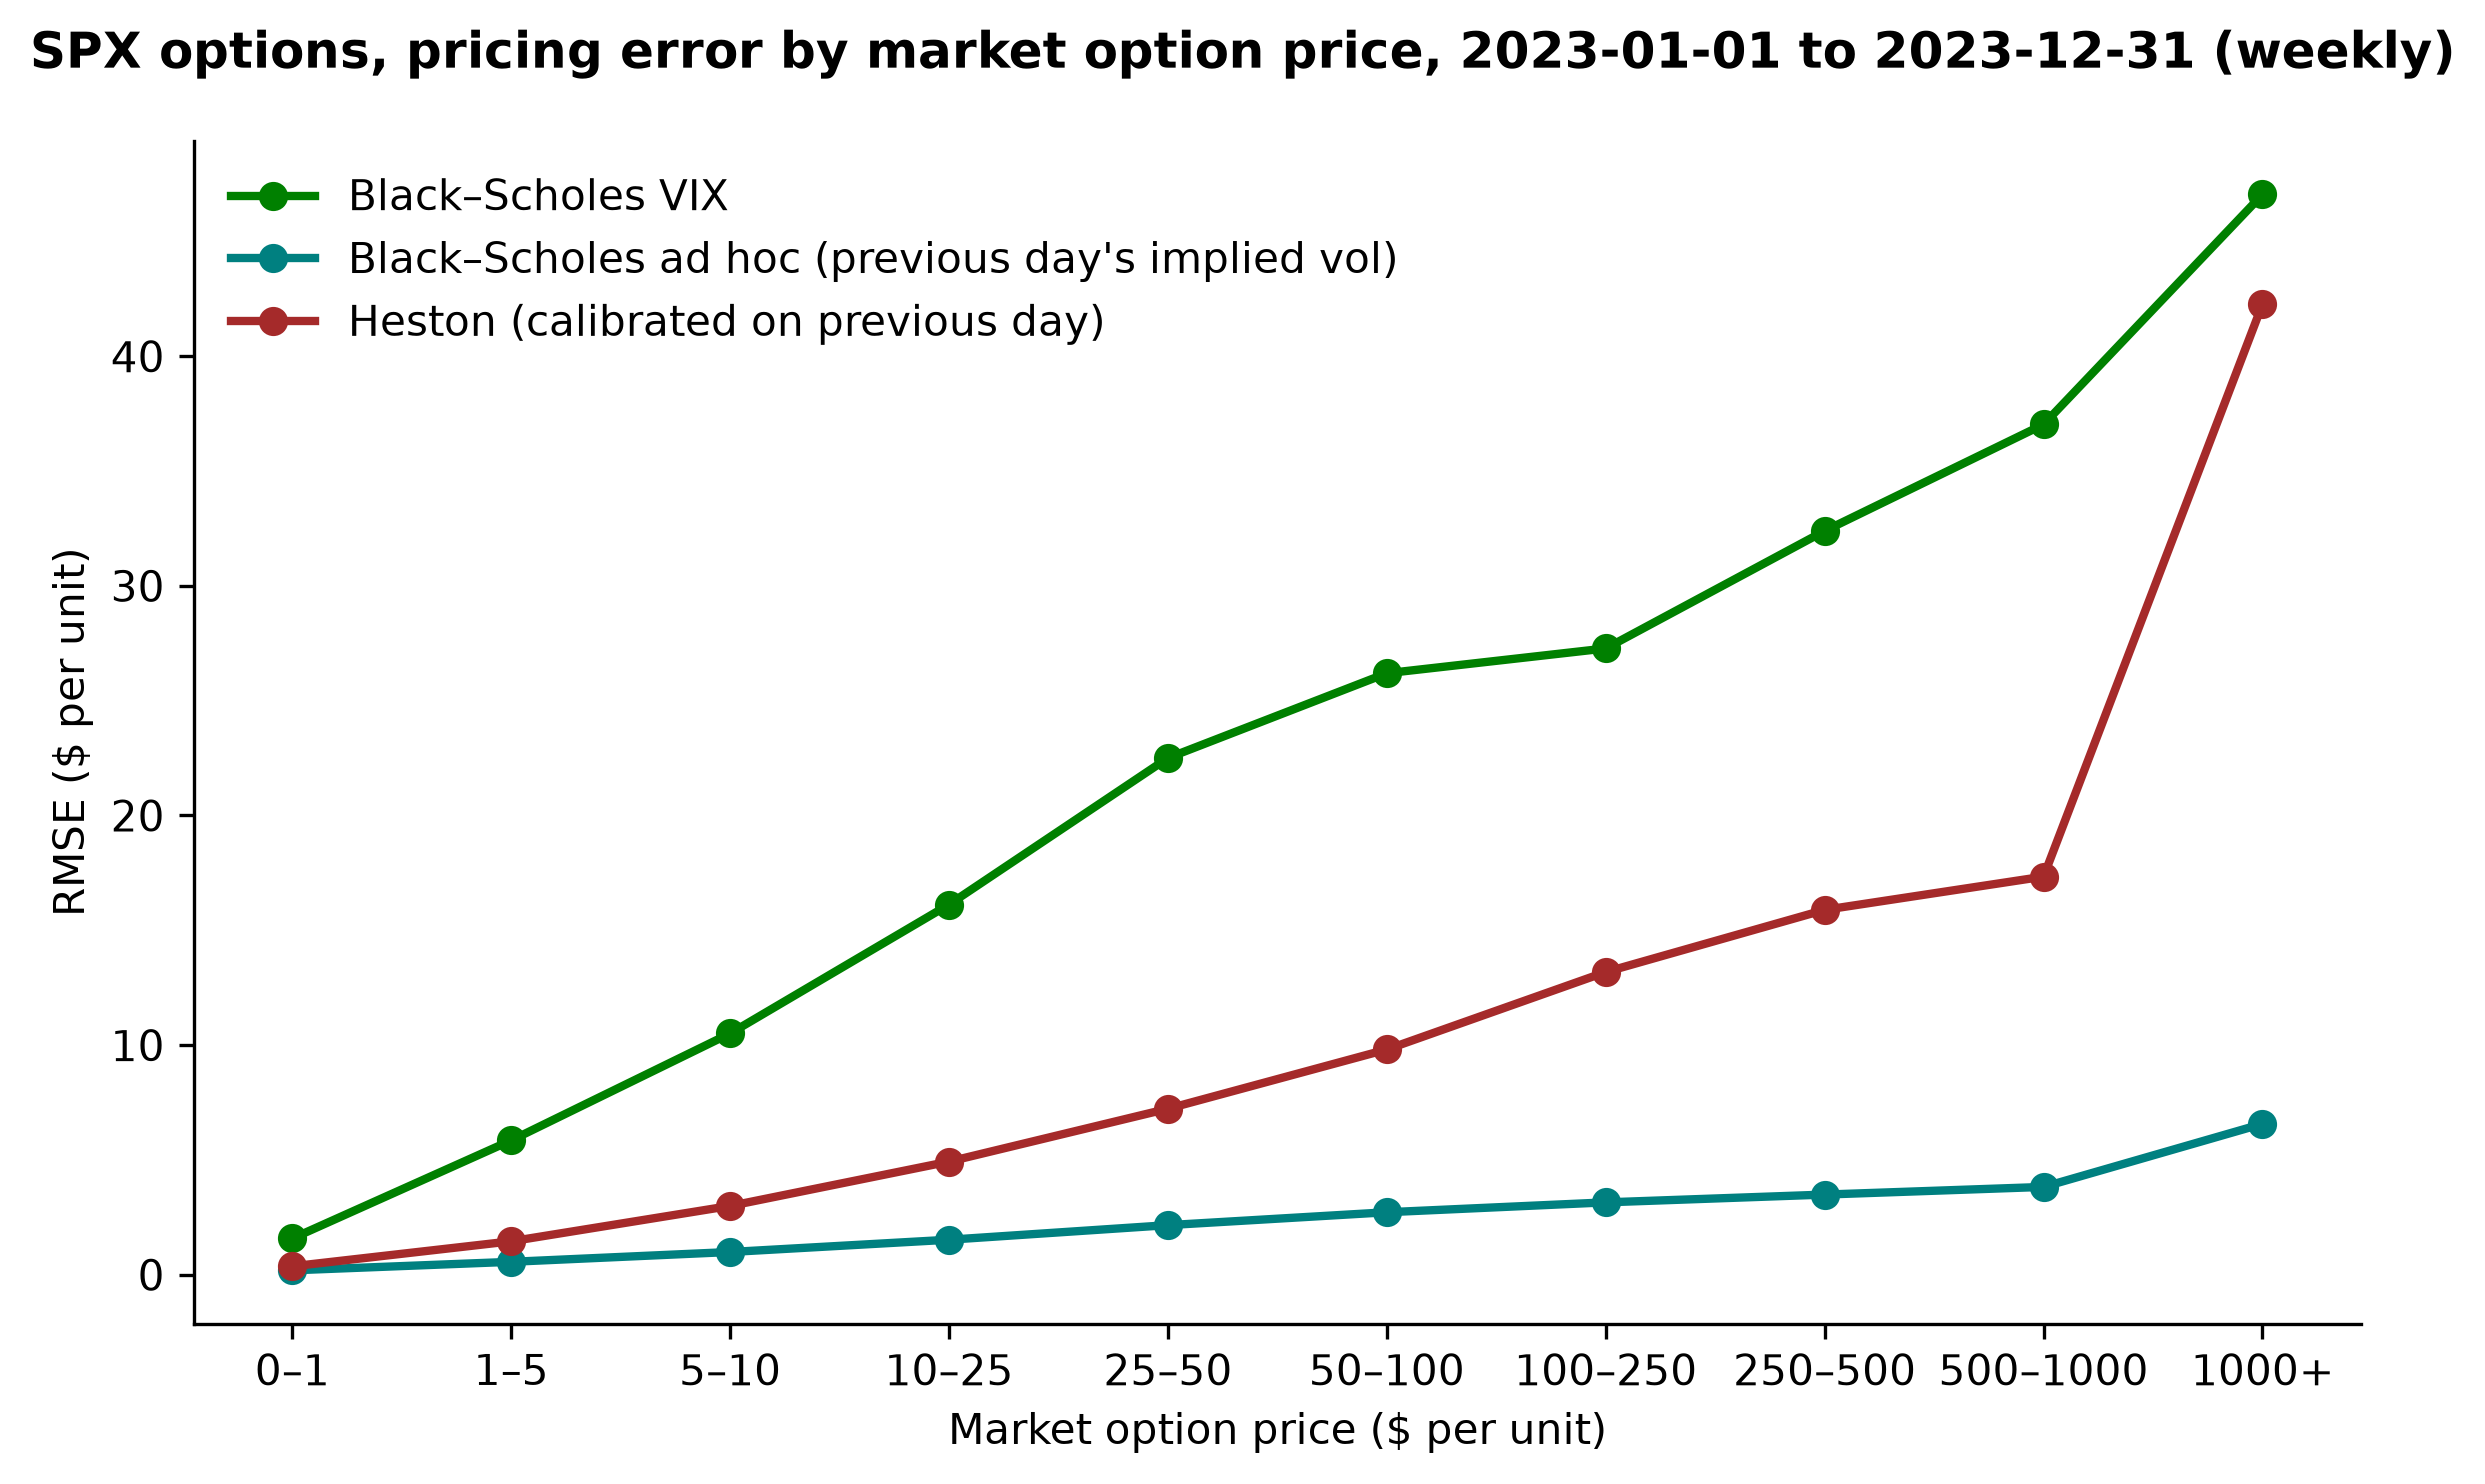 SPX options, pricing error by market option price, 2023-01-01 to 2023-12-31 (weekly)
Black–Scholes VIX
Black–Scholes ad hoc (previous day's implied vol)
Heston (calibrated on previous day)
RMSE ($ per unit)
40
30
20
10
0
0–1 1–5 5–10 10–25 25–50 50–100 100–250 250–500 500–1000 1000+
Market option price ($ per unit)